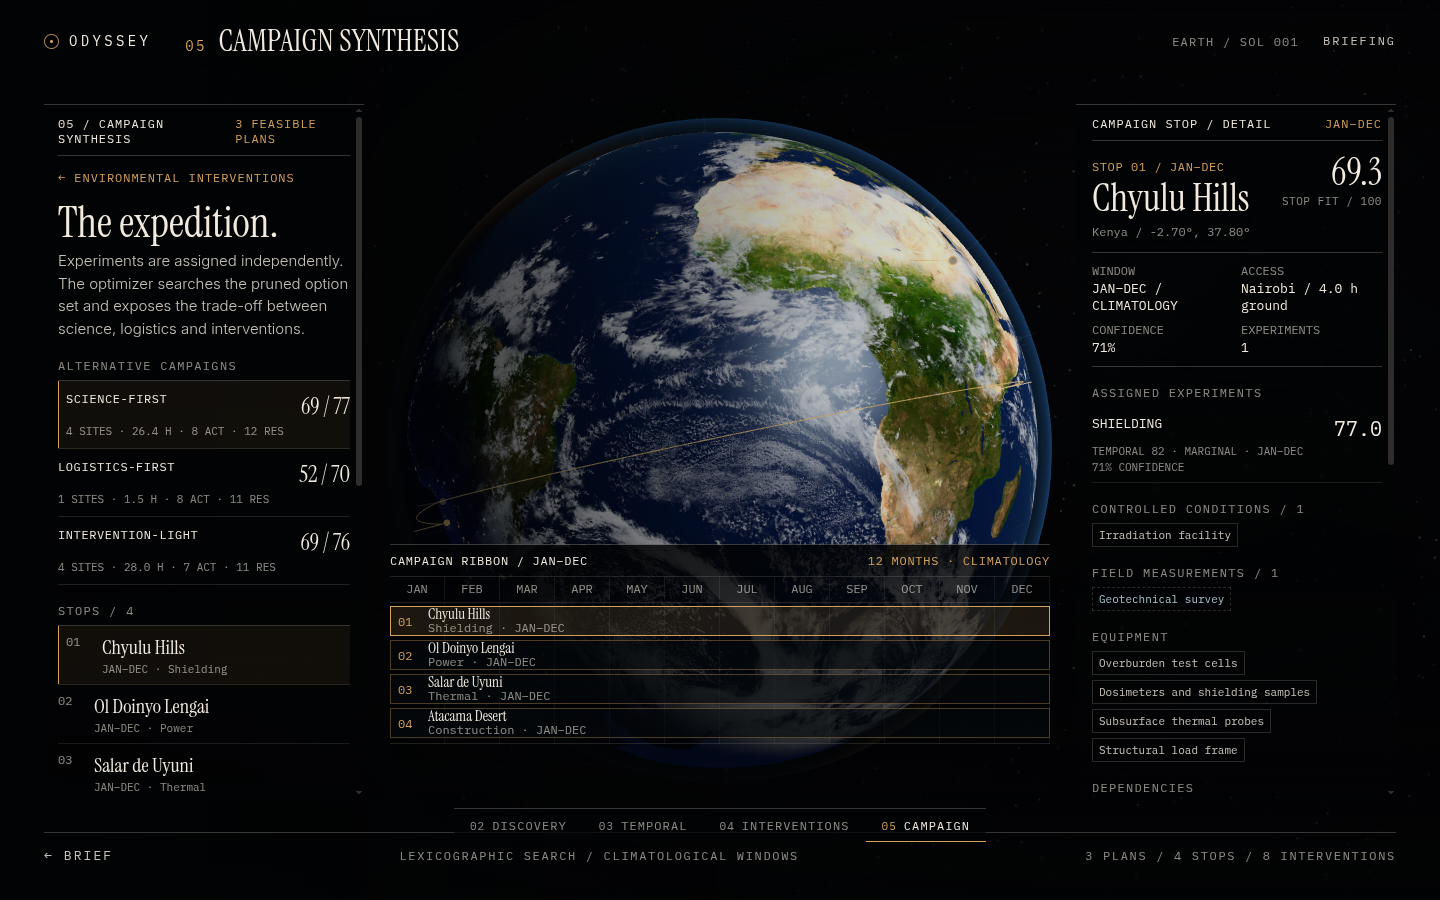 ODYSSEY
05 CAMPAIGN SYNTHESIS
EARTH / SOL 001
BRIEFING
05 / CAMPAIGN
SYNTHESIS
3 FEASIBLE
PLANS
← ENVIRONMENTAL INTERVENTIONS
The expedition.
Experiments are assigned independently.
The optimizer searches the pruned option
set and exposes the trade-off between
science, logistics and interventions.
ALTERNATIVE CAMPAIGNS
SCIENCE-FIRST
69 / 77
4 SITES · 26.4 H · 8 ACT · 12 RES
LOGISTICS-FIRST
52 / 70
1 SITES · 1.5 H · 8 ACT · 11 RES
INTERVENTION-LIGHT
69 / 76
4 SITES · 28.0 H · 7 ACT · 11 RES
STOPS / 4
01
Chyulu Hills
JAN–DEC · Shielding
02
Ol Doinyo Lengai
JAN–DEC · Power
03
Salar de Uyuni
JAN–DEC · Thermal
CAMPAIGN RIBBON / JAN–DEC
12 MONTHS · CLIMATOLOGY
JAN FEB MAR APR MAY JUN JUL AUG SEP OCT NOV DEC
01
Chyulu Hills
Shielding · JAN–DEC
02
Ol Doinyo Lengai
Power · JAN–DEC
03
Salar de Uyuni
Thermal · JAN–DEC
04
Atacama Desert
Construction · JAN–DEC
CAMPAIGN STOP / DETAIL
JAN–DEC
STOP 01 / JAN–DEC
Chyulu Hills
69.3
STOP FIT / 100
Kenya / -2.70°, 37.80°
WINDOW
JAN–DEC /
CLIMATOLOGY
ACCESS
Nairobi / 4.0 h
ground
CONFIDENCE
71%
EXPERIMENTS
1
ASSIGNED EXPERIMENTS
SHIELDING
77.0
TEMPORAL 82 · MARGINAL · JAN–DEC
71% CONFIDENCE
CONTROLLED CONDITIONS / 1
Irradiation facility
FIELD MEASUREMENTS / 1
Geotechnical survey
EQUIPMENT
Overburden test cells
Dosimeters and shielding samples
Subsurface thermal probes
Structural load frame
DEPENDENCIES
02 DISCOVERY
03 TEMPORAL
04 INTERVENTIONS
05 CAMPAIGN
← BRIEF
LEXICOGRAPHIC SEARCH / CLIMATOLOGICAL WINDOWS
3 PLANS / 4 STOPS / 8 INTERVENTIONS